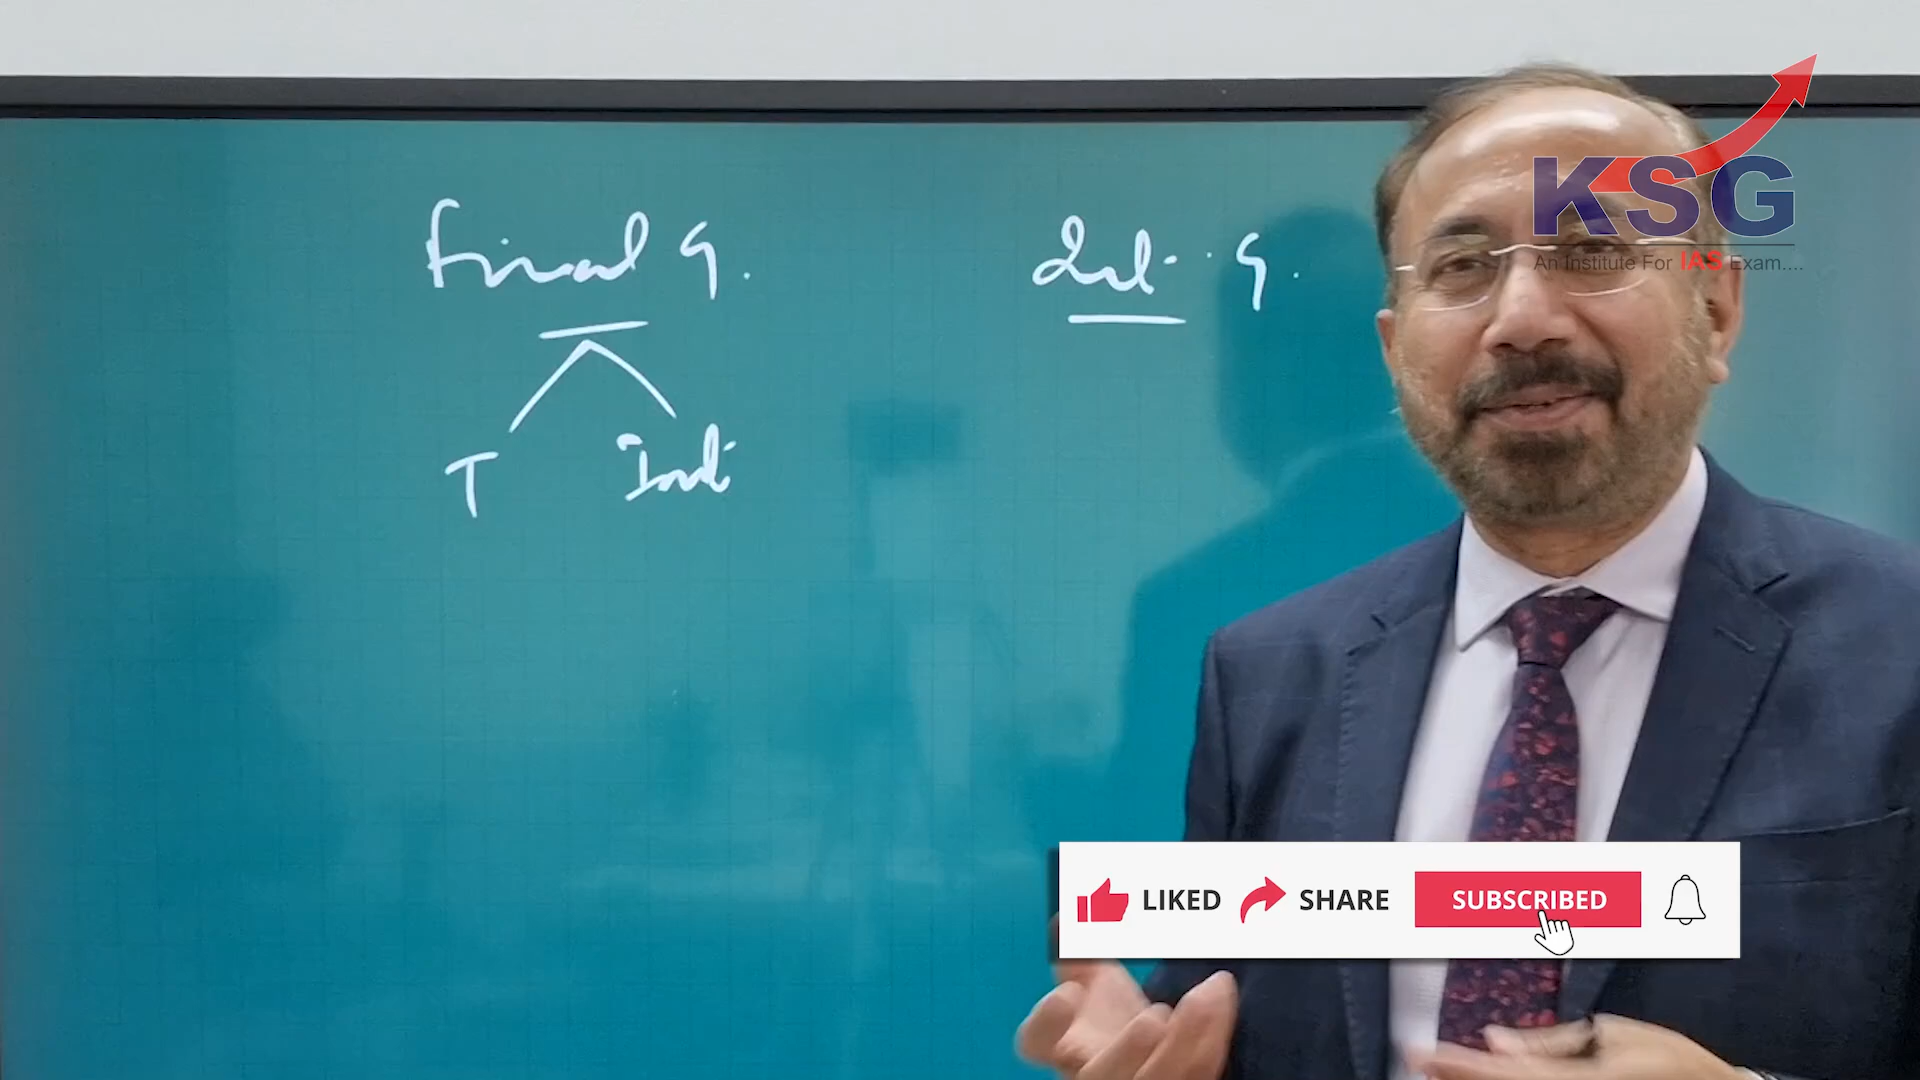 KSG
An Institute For IAS Exam....
Final G.
Int. G.
T
Int
LIKED SHARE SUBSCRIBED